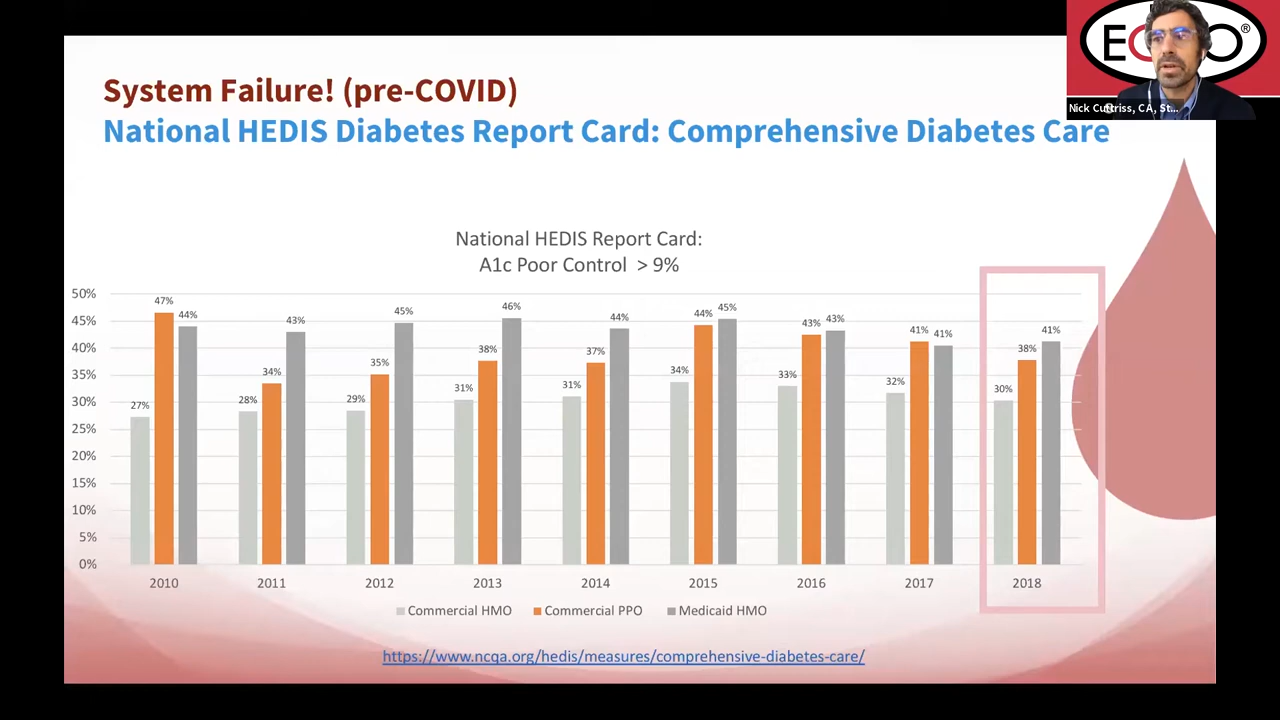 System Failure! (pre-COVID)
National HEDIS Diabetes Report Card: Comprehensive Diabetes Care
National HEDIS Report Card:
A1c Poor Control > 9%
50%
45%
40%
35%
30%
25%
20%
15%
10%
5%
0%
27% 47% 44%
28% 34% 43%
29% 35% 45%
31% 38% 46%
31% 37% 44%
34% 44% 45%
33% 43% 43%
32% 41% 41%
30% 38% 41%
2010 2011 2012 2013 2014 2015 2016 2017 2018
Commercial HMO Commercial PPO Medicaid HMO
https://www.ncqa.org/hedis/measures/comprehensive-diabetes-care/
Nick Cuttriss, CA, St...